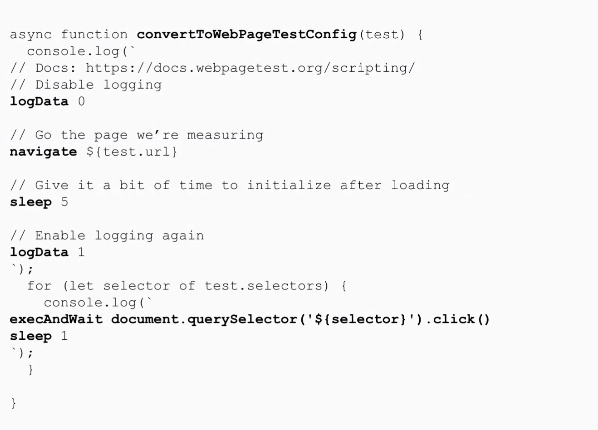 async function convertToWebPageTestConfig(test) {
  console.log(`
// Docs: https://docs.webpagetest.org/scripting/
// Disable logging
logData 0

// Go the page we’re measuring
navigate ${test.url}

// Give it a bit of time to initialize after loading
sleep 5

// Enable logging again
logData 1
`);
  for (let selector of test.selectors) {
    console.log(`
execAndWait document.querySelector('${selector}').click()
sleep 1
`);
  }

}